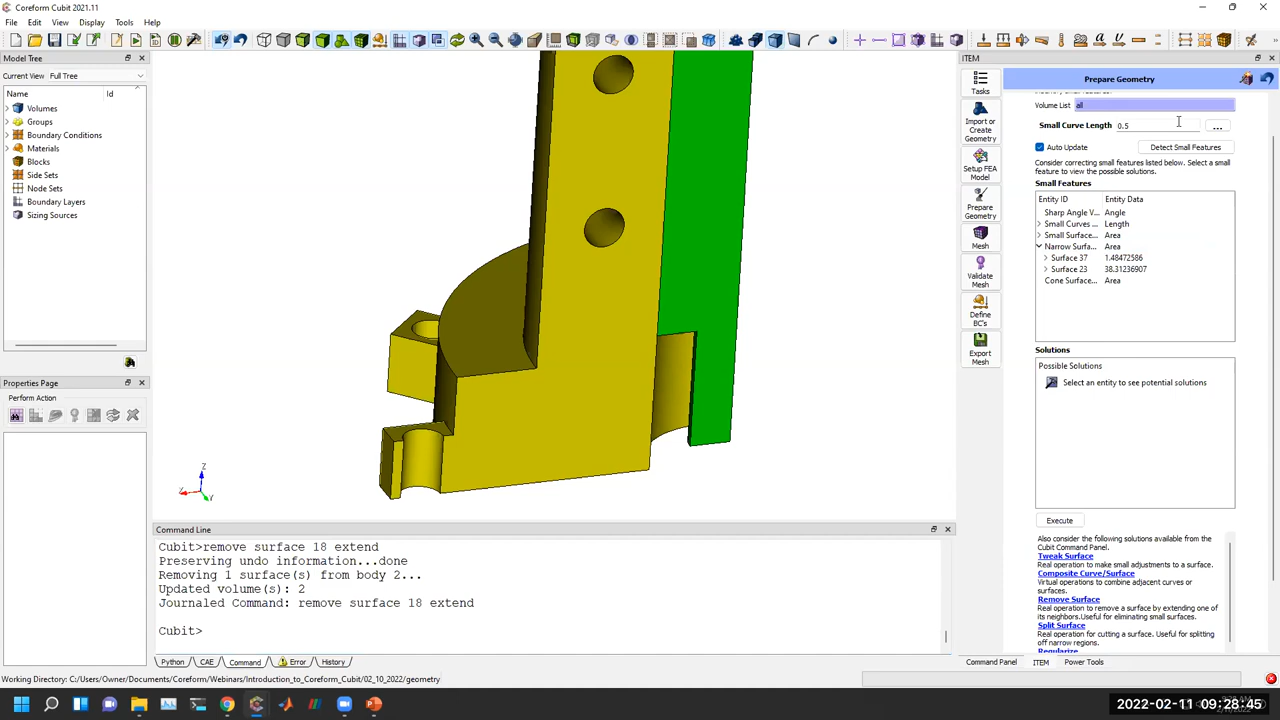 Coreform Cubit 2021.11
File Edit View Display Tools Help
Model Tree
Current View Full Tree
Name Id
Volumes
Groups
Boundary Conditions
Materials
Blocks
Side Sets
Node Sets
Boundary Layers
Sizing Sources
Properties Page
Perform Action
Z
Y
Command Line
Cubit>remove surface 18 extend
Preserving undo information...done
Removing 1 surface(s) from body 2...
Updated volume(s): 2
Journaled Command: remove surface 18 extend
Cubit>
Python CAE Command Error History
Working Directory: C:/Users/Owner/Documents/Coreform/Webinars/Introduction_to_Coreform_Cubit/02_10_2022/geometry
ITEM
Tasks
Import or
Create
Geometry
Setup FEA
Model
Prepare
Geometry
Mesh
Validate
Mesh
Define
BC's
Export
Mesh
Prepare Geometry
Volume List all
Small Curve Length 0.5 ...
Auto Update Detect Small Features
Consider correcting small features listed below. Select a small
feature to view the possible solutions.
Small Features
Entity ID Entity Data
Sharp Angle V... Angle
Small Curves ... Length
Small Surface... Area
Narrow Surfa... Area
Surface 37 1.48472586
Surface 23 38.31236907
Cone Surface... Area
Solutions
Possible Solutions
Select an entity to see potential solutions
Execute
Also consider the following solutions available from the
Cubit Command Panel.
Tweak Surface
Real operation to make small adjustments to a surface.
Composite Curve/Surface
Virtual operations to combine adjacent curves or
surfaces.
Remove Surface
Real operation to remove a surface by extending one of
its neighbors.Useful for eliminating small surfaces.
Split Surface
Real operation for cutting a surface. Useful for splitting
off narrow regions.
Regularize
Command Panel ITEM Power Tools
2022-02-11 09:28:45